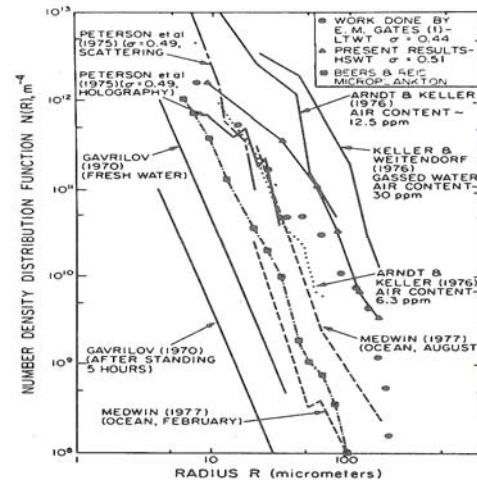 10¹³
PETERSON et al
(1975)(σ=0.49,
SCATTERING
PETERSON et al
(1975)(σ=0.49,
HOLOGRAPHY)
10¹²
GAVRILOV
(1970)
(FRESH WATER)
10¹¹
10¹⁰
GAVRILOV (1970)
(AFTER STANDING
5 HOURS)
10⁹
MEDWIN (1977)
(OCEAN, FEBRUARY)
10⁸
WORK DONE BY
E.M. GATES (1)-
LTWT σ = 0.44
PRESENT RESULTS-
HSWT σ = 0.51
BEERS & REIS
MICROPLANKTON
ARNDT & KELLER
(1976)
AIR CONTENT~
12.5 ppm
KELLER &
WEITENDORF
(1976)
GASSED WATER
AIR CONTENT~
30 ppm
ARNDT &
KELLER (1976)
AIR CONTENT~
6.3 ppm
MEDWIN (1977)
(OCEAN, AUGUST)
NUMBER DENSITY DISTRIBUTION FUNCTION N(R), m⁻⁴
1
10
100
RADIUS R (micrometers)